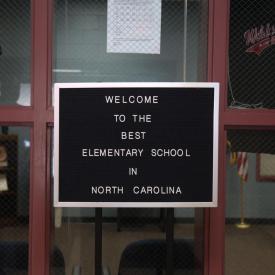 WELCOME
TO THE
BEST
ELEMENTARY SCHOOL
IN
NORTH CAROLINA